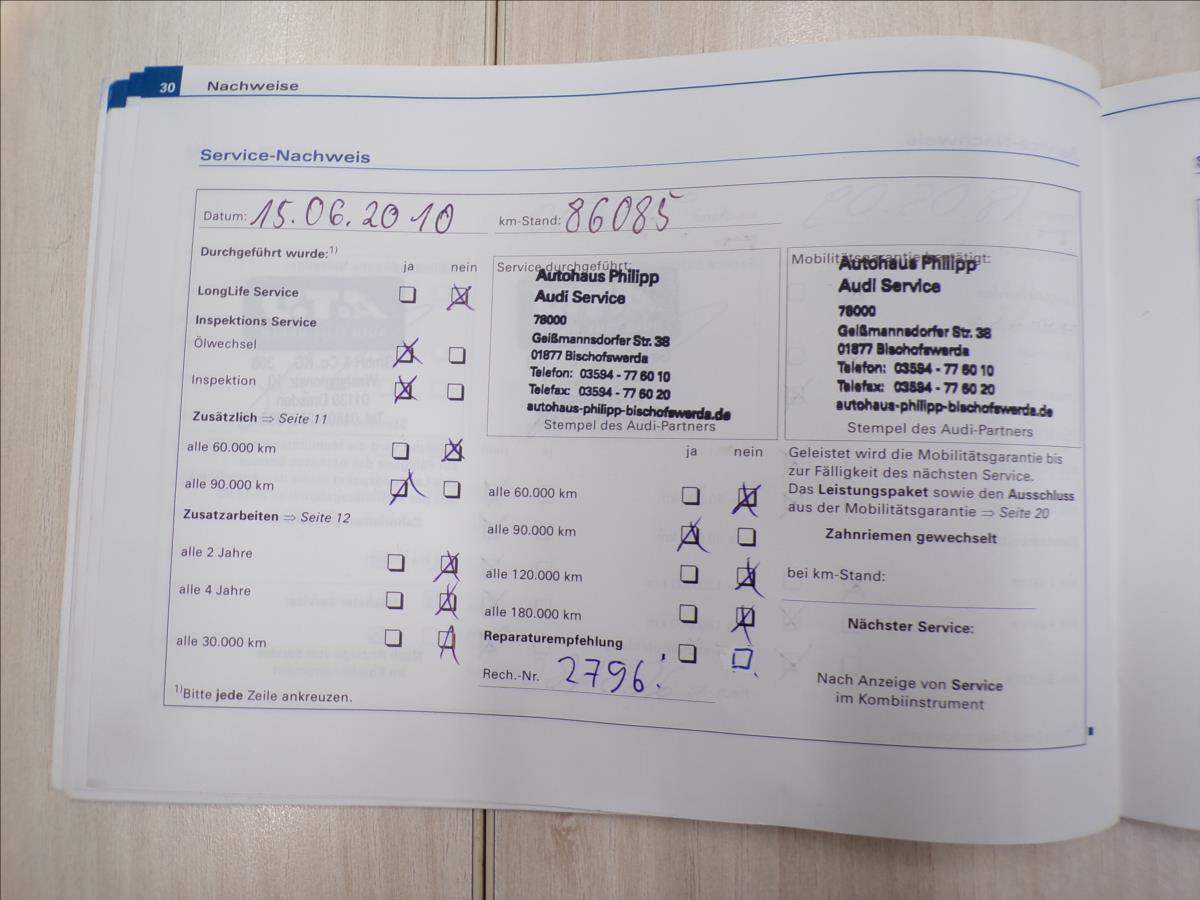 30 Nachweise
Service-Nachweis
Datum: 15.06.2010 km-Stand: 86085
Durchgeführt wurde:1)
ja nein
LongLife Service
Inspektions Service
Ölwechsel
Inspektion
Zusätzlich ⇒ Seite 11
alle 60.000 km
alle 90.000 km
Zusatzarbeiten ⇒ Seite 12
alle 2 Jahre
alle 4 Jahre
alle 30.000 km
1)Bitte jede Zeile ankreuzen.
Service durchgeführt:
Autohaus Philipp
Audi Service
78000
Geißmannsdorfer Str. 38
01877 Bischofswerda
Telefon: 03594 - 77 60 10
Telefax: 03594 - 77 60 20
autohaus-philipp-bischofswerda.de
Stempel des Audi-Partners
ja nein
alle 60.000 km
alle 90.000 km
alle 120.000 km
alle 180.000 km
Reparaturempfehlung
Rech.-Nr. 2796.
Mobilitätsgarantie bestätigt:
Autohaus Philipp
Audi Service
78000
Geißmannsdorfer Str. 38
01877 Bischofswerda
Telefon: 03594 - 77 60 10
Telefax: 03594 - 77 60 20
autohaus-philipp-bischofswerda.de
Stempel des Audi-Partners
Geleistet wird die Mobilitätsgarantie bis
zur Fälligkeit des nächsten Service.
Das Leistungspaket sowie den Ausschluss
aus der Mobilitätsgarantie ⇒ Seite 20
Zahnriemen gewechselt
bei km-Stand:
Nächster Service:
Nach Anzeige von Service
im Kombiinstrument